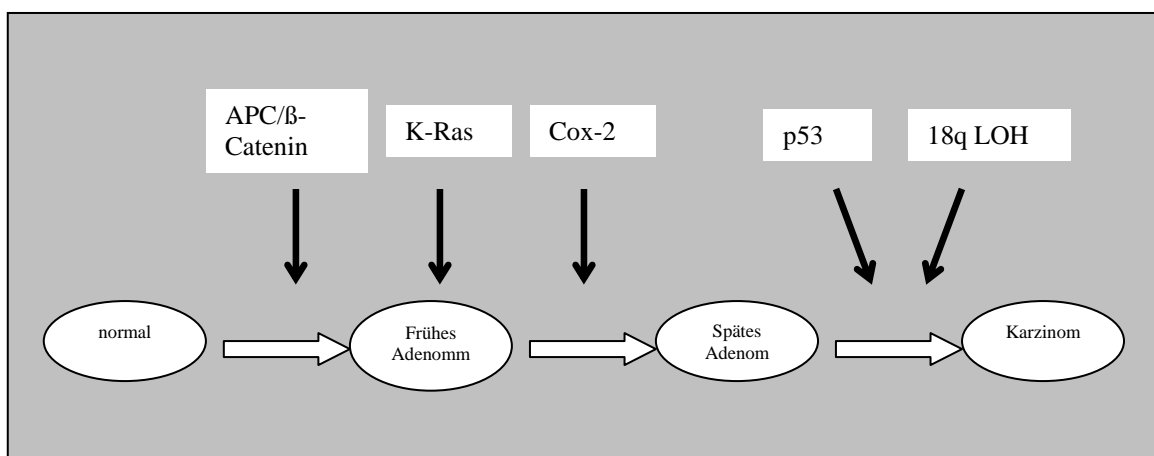 APC/ß-
Catenin
K-Ras
Cox-2
p53
18q LOH
normal
Frühes
Adenomm
Spätes
Adenom
Karzinom